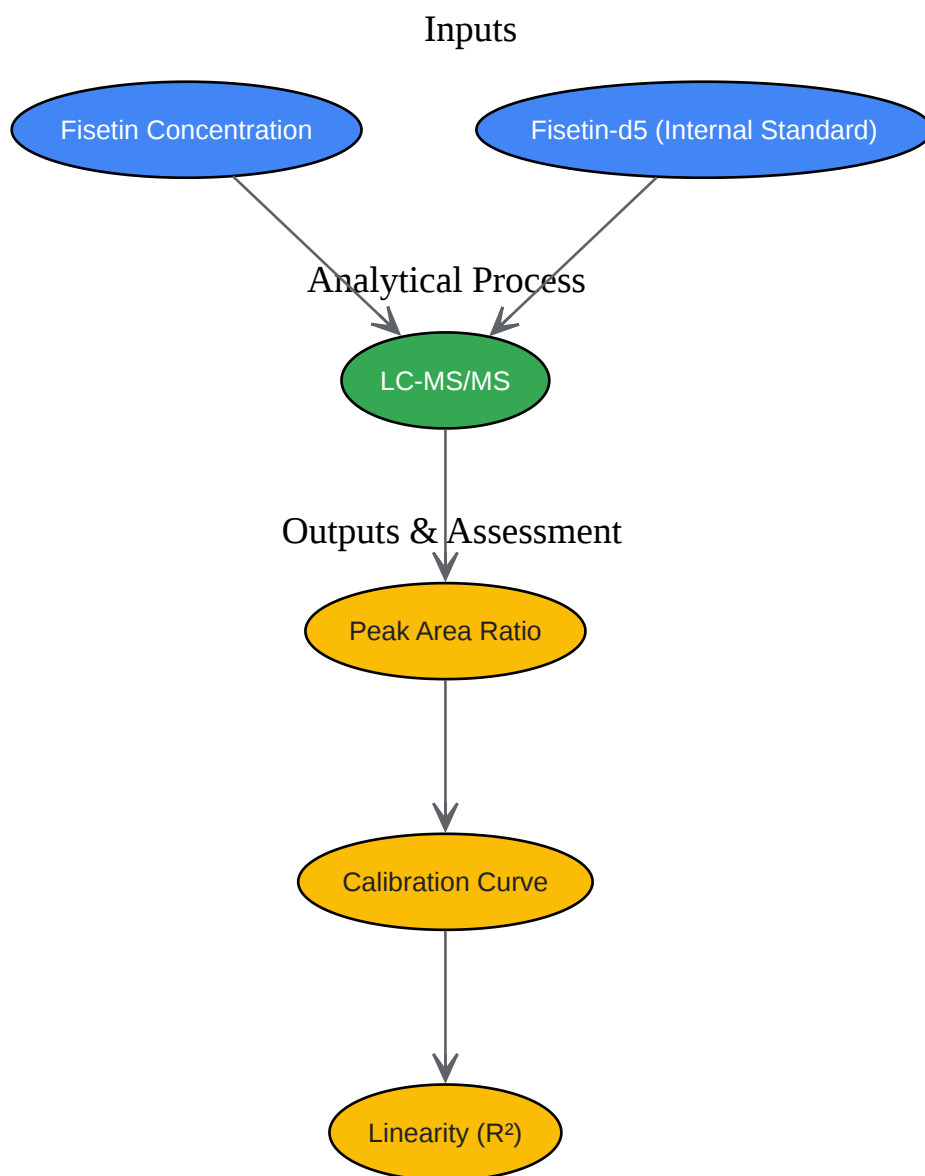 Inputs
Fisetin Concentration
Fisetin-d5 (Internal Standard)
Analytical Process
LC-MS/MS
Outputs & Assessment
Peak Area Ratio
Calibration Curve
Linearity (R²)